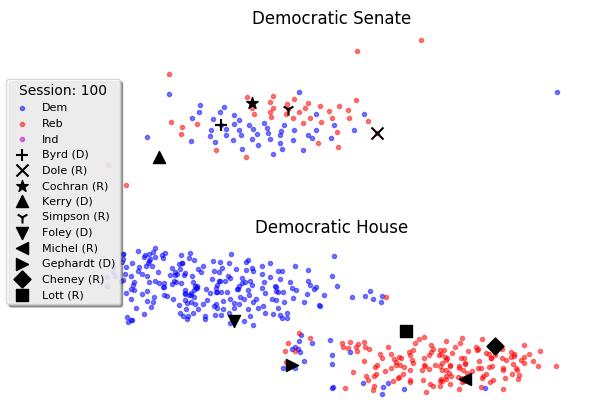 Democratic Senate
Session: 100
Dem
Reb
Ind
Byrd (D)
Dole (R)
Cochran (R)
Kerry (D)
Simpson (R)
Foley (D)
Michel (R)
Gephardt (D)
Cheney (R)
Lott (R)
Democratic House